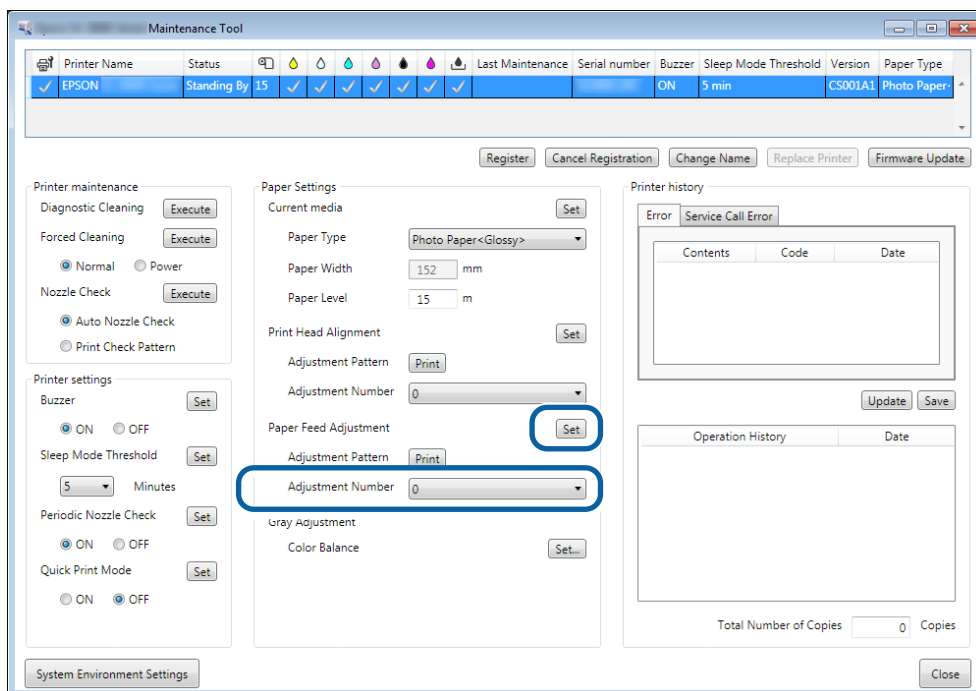 Maintenance Tool
Printer Name Status Last Maintenance Serial number Buzzer Sleep Mode Threshold Version Paper Type
EPSON Standing By 15 ON 5 min CS001A1 Photo Paper
Register Cancel Registration Change Name Replace Printer Firmware Update
Printer maintenance
Diagnostic Cleaning Execute
Forced Cleaning Execute
Normal Power
Nozzle Check Execute
Auto Nozzle Check
Print Check Pattern
Printer settings
Buzzer Set
ON OFF
Sleep Mode Threshold Set
5 Minutes
Periodic Nozzle Check Set
ON OFF
Quick Print Mode Set
ON OFF
Paper Settings
Current media Set
Paper Type Photo Paper<Glossy>
Paper Width 152 mm
Paper Level 15 m
Print Head Alignment Set
Adjustment Pattern Print
Adjustment Number 0
Paper Feed Adjustment Set
Adjustment Pattern Print
Adjustment Number 0
Gray Adjustment
Color Balance Set...
Printer history
Error Service Call Error
Contents Code Date
Update Save
Operation History Date
Total Number of Copies 0 Copies
System Environment Settings Close